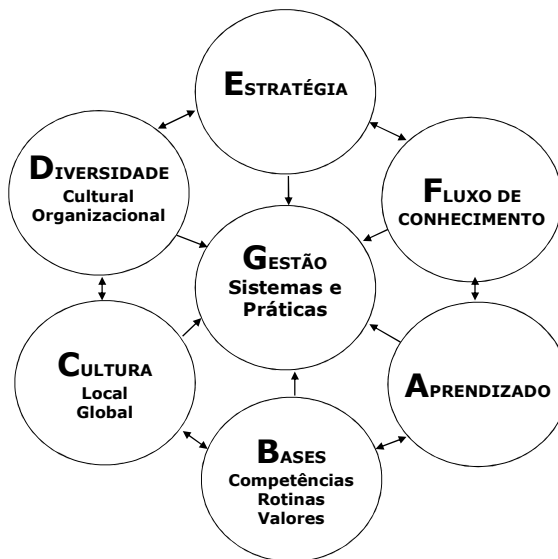 ESTRATÉGIA
DIVERSIDADE
Cultural
Organizacional
FLUXO DE
CONHECIMENTO
GESTÃO
Sistemas e
Práticas
CULTURA
Local
Global
APRENDIZADO
BASES
Competências
Rotinas
Valores